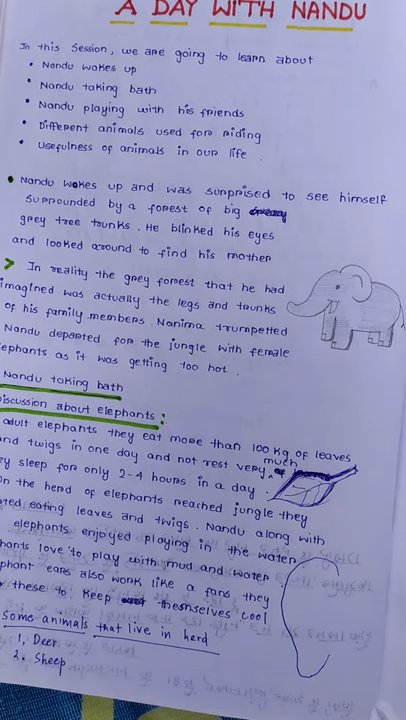 A DAY WITH NANDU
In this Session, we are going to learn about
• Nandu wakes up
• Nandu taking bath
• Nandu playing with his friends
• Different animals used for riding
• Usefulness of animals in our life.
• Nandu wakes up and was surprised to see himself
surrounded by a forest of big
grey tree trunks. He blinked his eyes
and looked around to find his mother
> In reality the grey forest that he had
imagined was actually the legs and trunks
of his family members. Nanima trumpetted
Nandu departed for the jungle with female
elephants as it was getting too hot.
Nandu taking bath
Discussion about elephants:
adult elephants they eat more than 100 Kg of leaves
and twigs in one day and not rest very much
ey sleep for only 2-4 hours in a day.
on the herd of elephants reached jungle they
ted eating leaves and twigs. Nandu along with
elephants enjoyed playing in the water
hants love to play with mud and water.
phant ears also work like a fans, they
these to keep themselves cool
Some animals that live in herd
1. Deer
2. Sheep